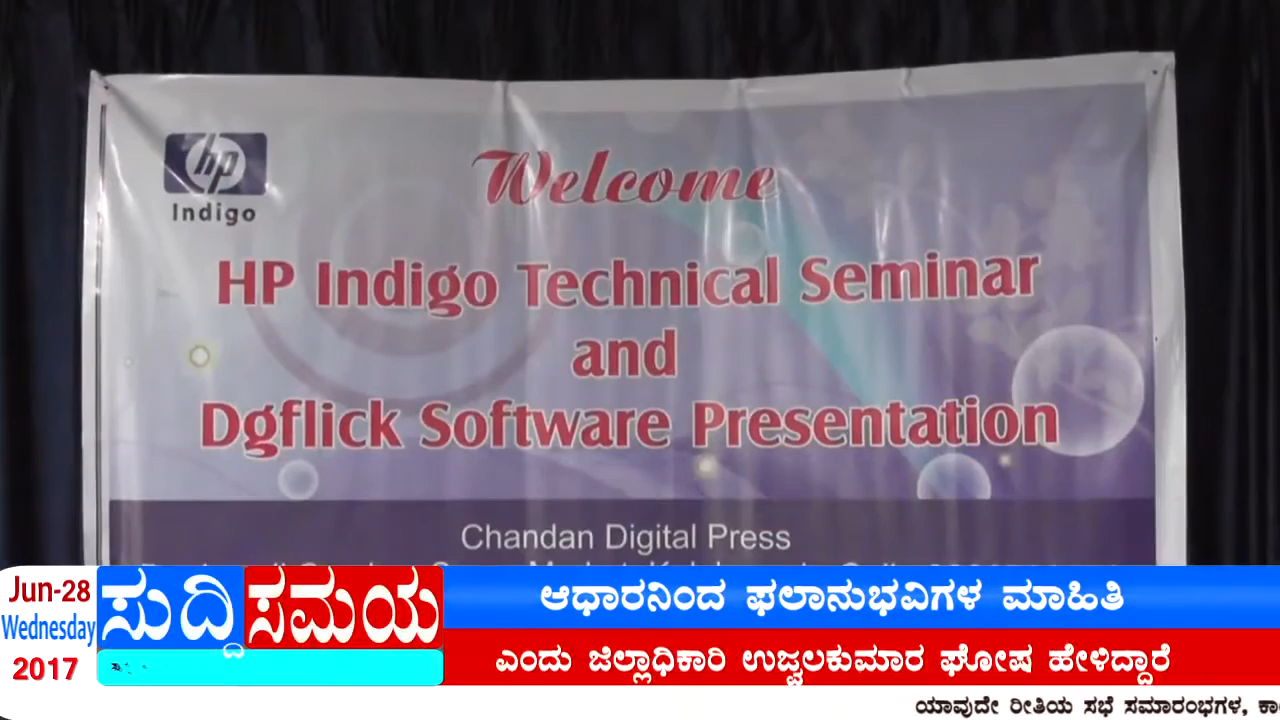 hp
Indigo
Welcome
HP Indigo Technical Seminar
and
Dgflick Software Presentation
Chandan Digital Press
Jun-28
Wednesday
2017
ಸುದ್ದಿ ಸಮಯ
ಆಧಾರನಿಂದ ಫಲಾನುಭವಿಗಳ ಮಾಹಿತಿ
ಎಂದು ಜಿಲ್ಲಾಧಿಕಾರಿ ಉಜ್ವಲಕುಮಾರ ಘೋಷ ಹೇಳಿದ್ದಾರೆ
ಯಾವುದೇ ರೀತಿಯ ಸಭೆ ಸಮಾರಂಭಗಳ,